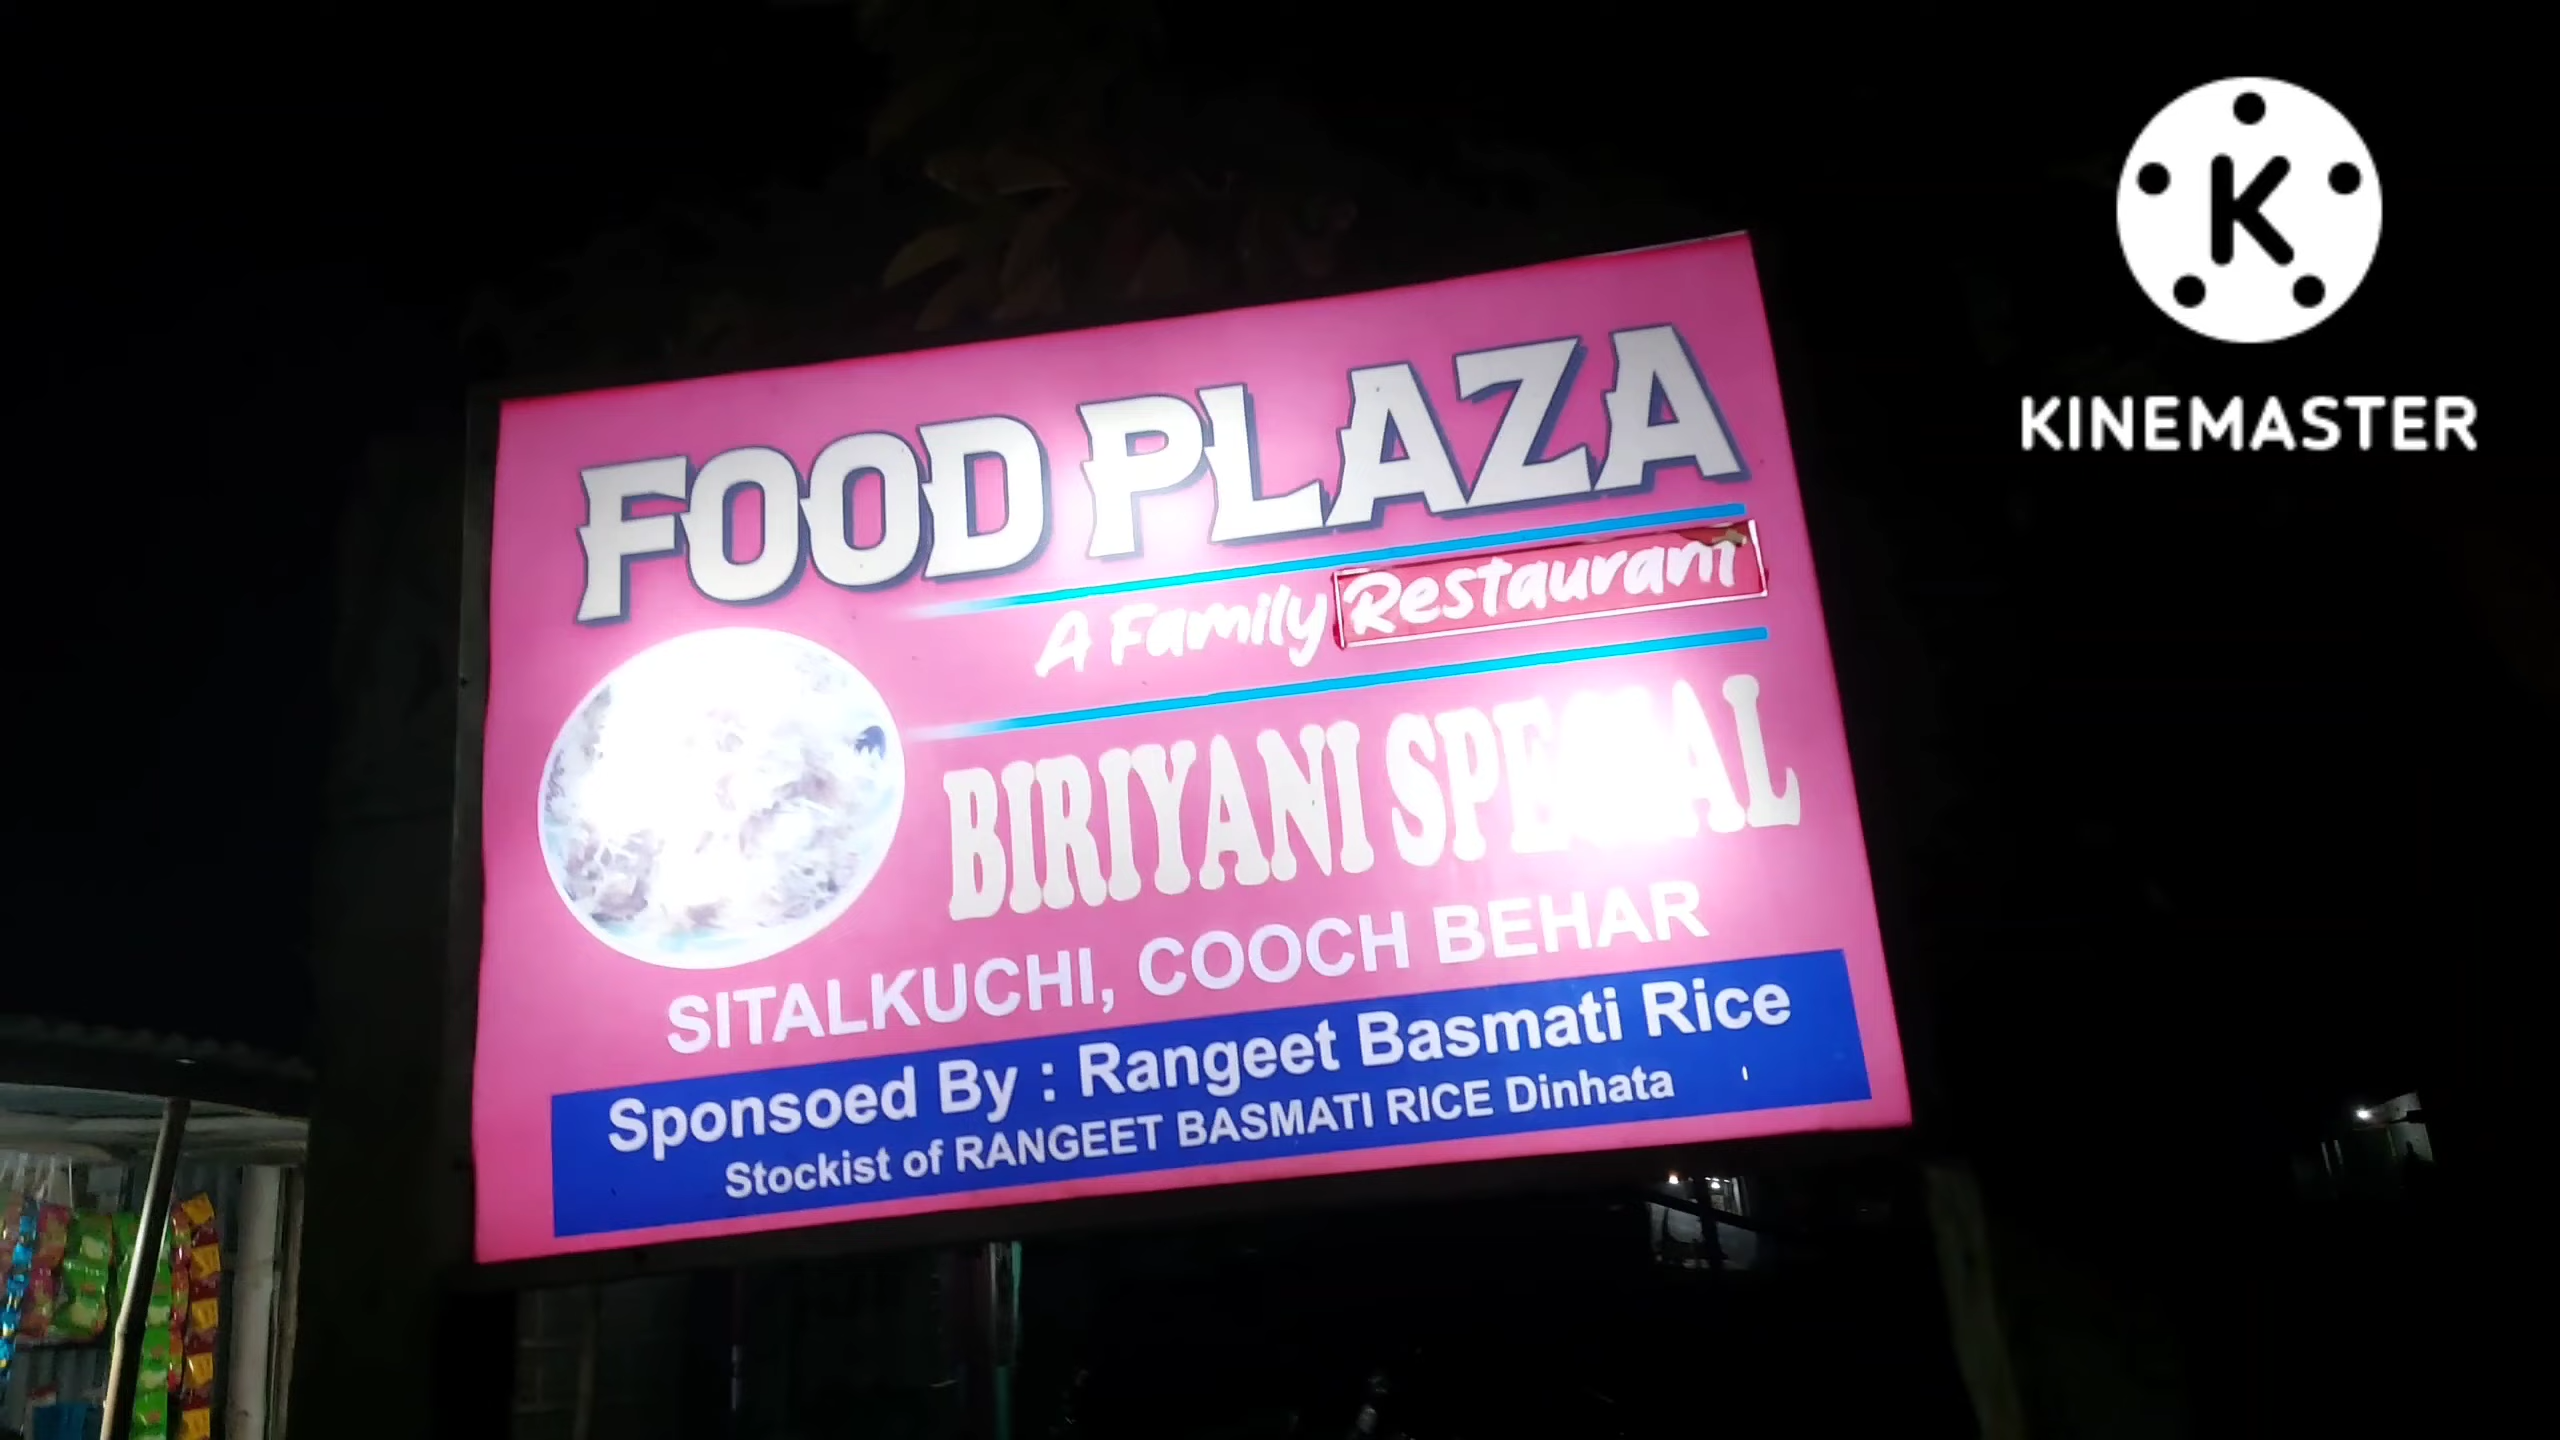 FOOD PLAZA
A Family Restaurant
BIRIYANI SPECIAL
SITALKUCHI, COOCH BEHAR
Sponsoed By : Rangeet Basmati Rice
Stockist of RANGEET BASMATI RICE Dinhata
K
KINEMASTER